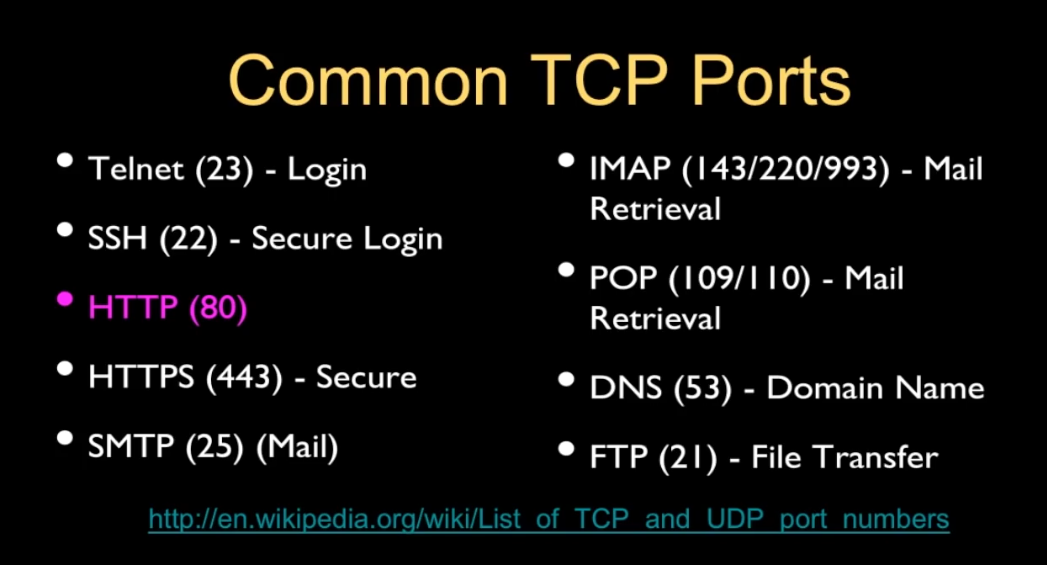 Common TCP Ports
• Telnet (23) - Login
• SSH (22) - Secure Login
• HTTP (80)
• HTTPS (443) - Secure
• SMTP (25) (Mail)
• IMAP (143/220/993) - Mail
Retrieval
• POP (109/110) - Mail
Retrieval
• DNS (53) - Domain Name
• FTP (21) - File Transfer
http://en.wikipedia.org/wiki/List_of_TCP_and_UDP_port_numbers